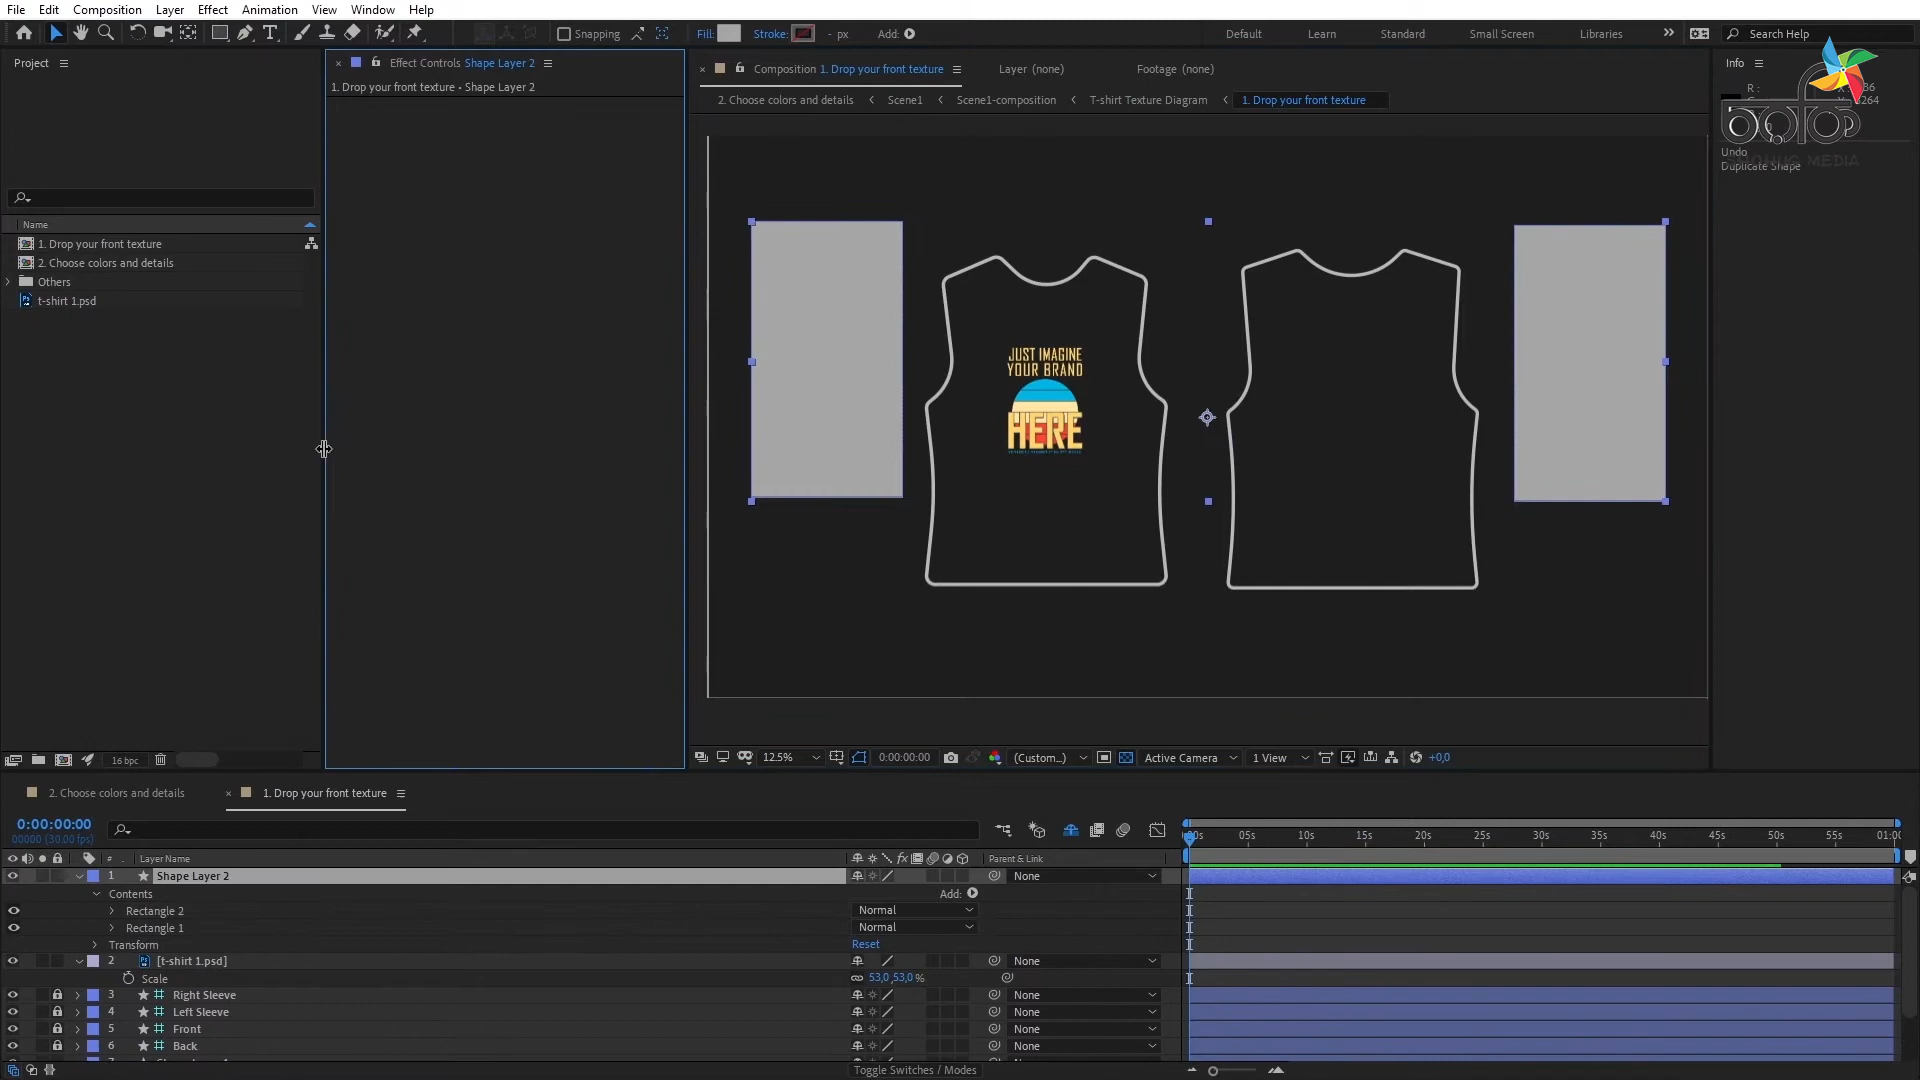 File Edit Composition Layer Effect Animation View Window Help
Snapping Fill: Stroke: - px Add: Default Learn Standard Small Screen Libraries » Search Help
Project
× Effect Controls Shape Layer 2
1. Drop your front texture • Shape Layer 2
× Composition 1. Drop your front texture Layer (none) Footage (none)
2. Choose colors and details Scene1 Scene1-composition T-shirt Texture Diagram 1. Drop your front texture
Info
R :
Undo
Duplicate Shape
Name
1. Drop your front texture
2. Choose colors and details
Others
t-shirt 1.psd
JUST IMAGINE
YOUR BRAND
HERE
16 bpc
12.5% 0:00:00:00 (Custom...) Active Camera 1 View +0,0
2. Choose colors and details × 1. Drop your front texture
0:00:00:00
00000 (30.00 fps)
05s 10s 15s 20s 25s 30s 35s 40s 45s 50s 55s
# Layer Name fx Parent & Link
1 Shape Layer 2 None
Contents Add:
Rectangle 2 Normal
Rectangle 1 Normal
Transform Reset
2 [t-shirt 1.psd] None
Scale 53,0,53,0 %
3 Right Sleeve None
4 Left Sleeve None
5 Front None
6 Back None
Toggle Switches / Modes